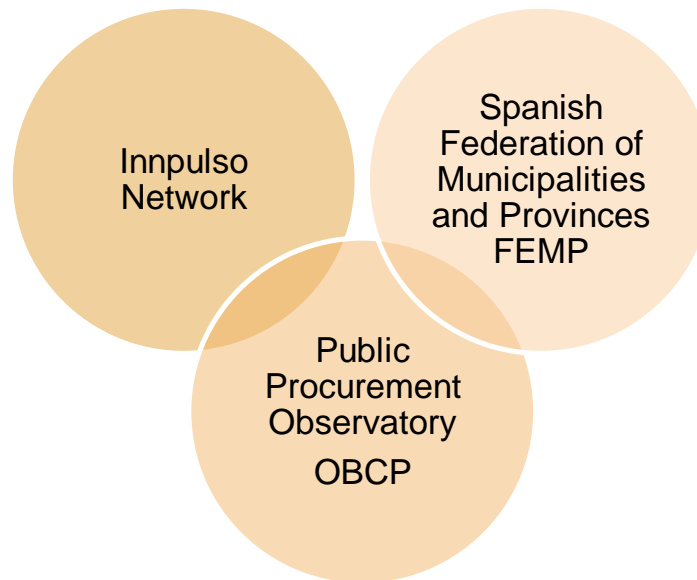 Innpulso
Network
Spanish
Federation of
Municipalities
and Provinces
FEMP
Public
Procurement
Observatory
OBCP